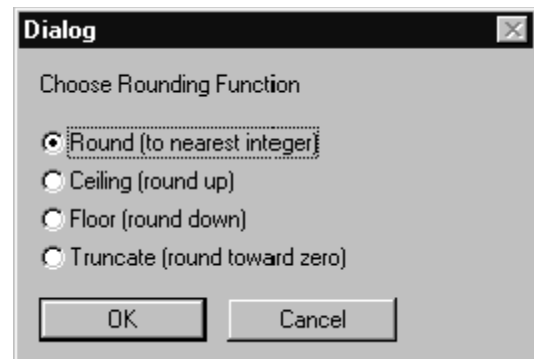 Dialog
Choose Rounding Function
Round (to nearest integer)
Ceiling (round up)
Floor (round down)
Truncate (round toward zero)
OK Cancel